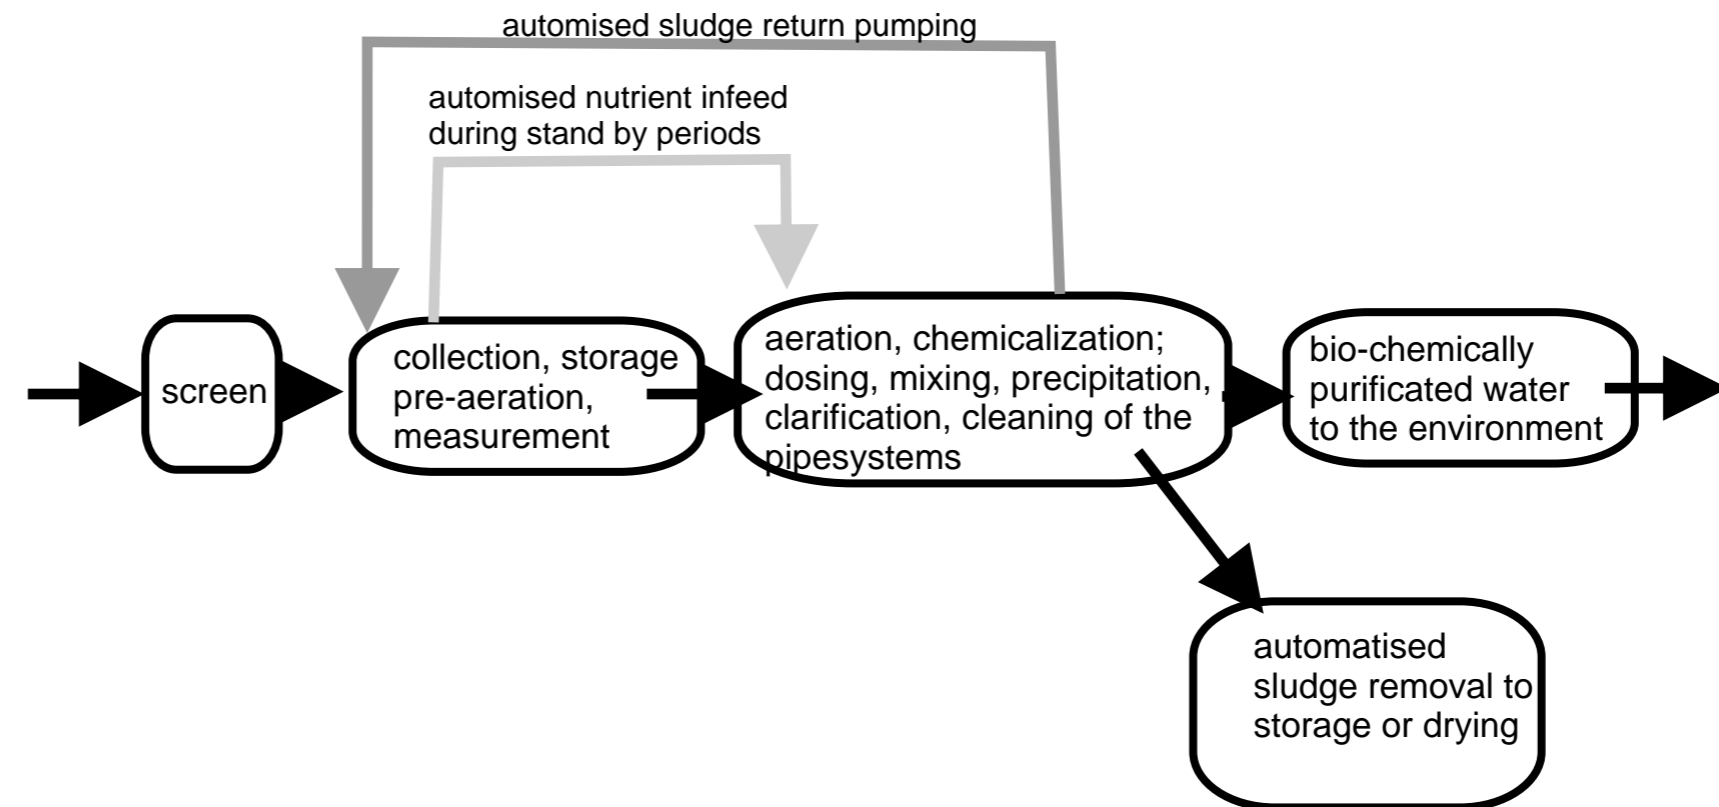 automised sludge return pumping
automised nutrient infeed
during stand by periods
screen
collection, storage
pre-aeration,
measurement
aeration, chemicalization;
dosing, mixing, precipitation,
clarification, cleaning of the
pipesystems
bio-chemically
purificated water
to the environment
automatised
sludge removal to
storage or drying